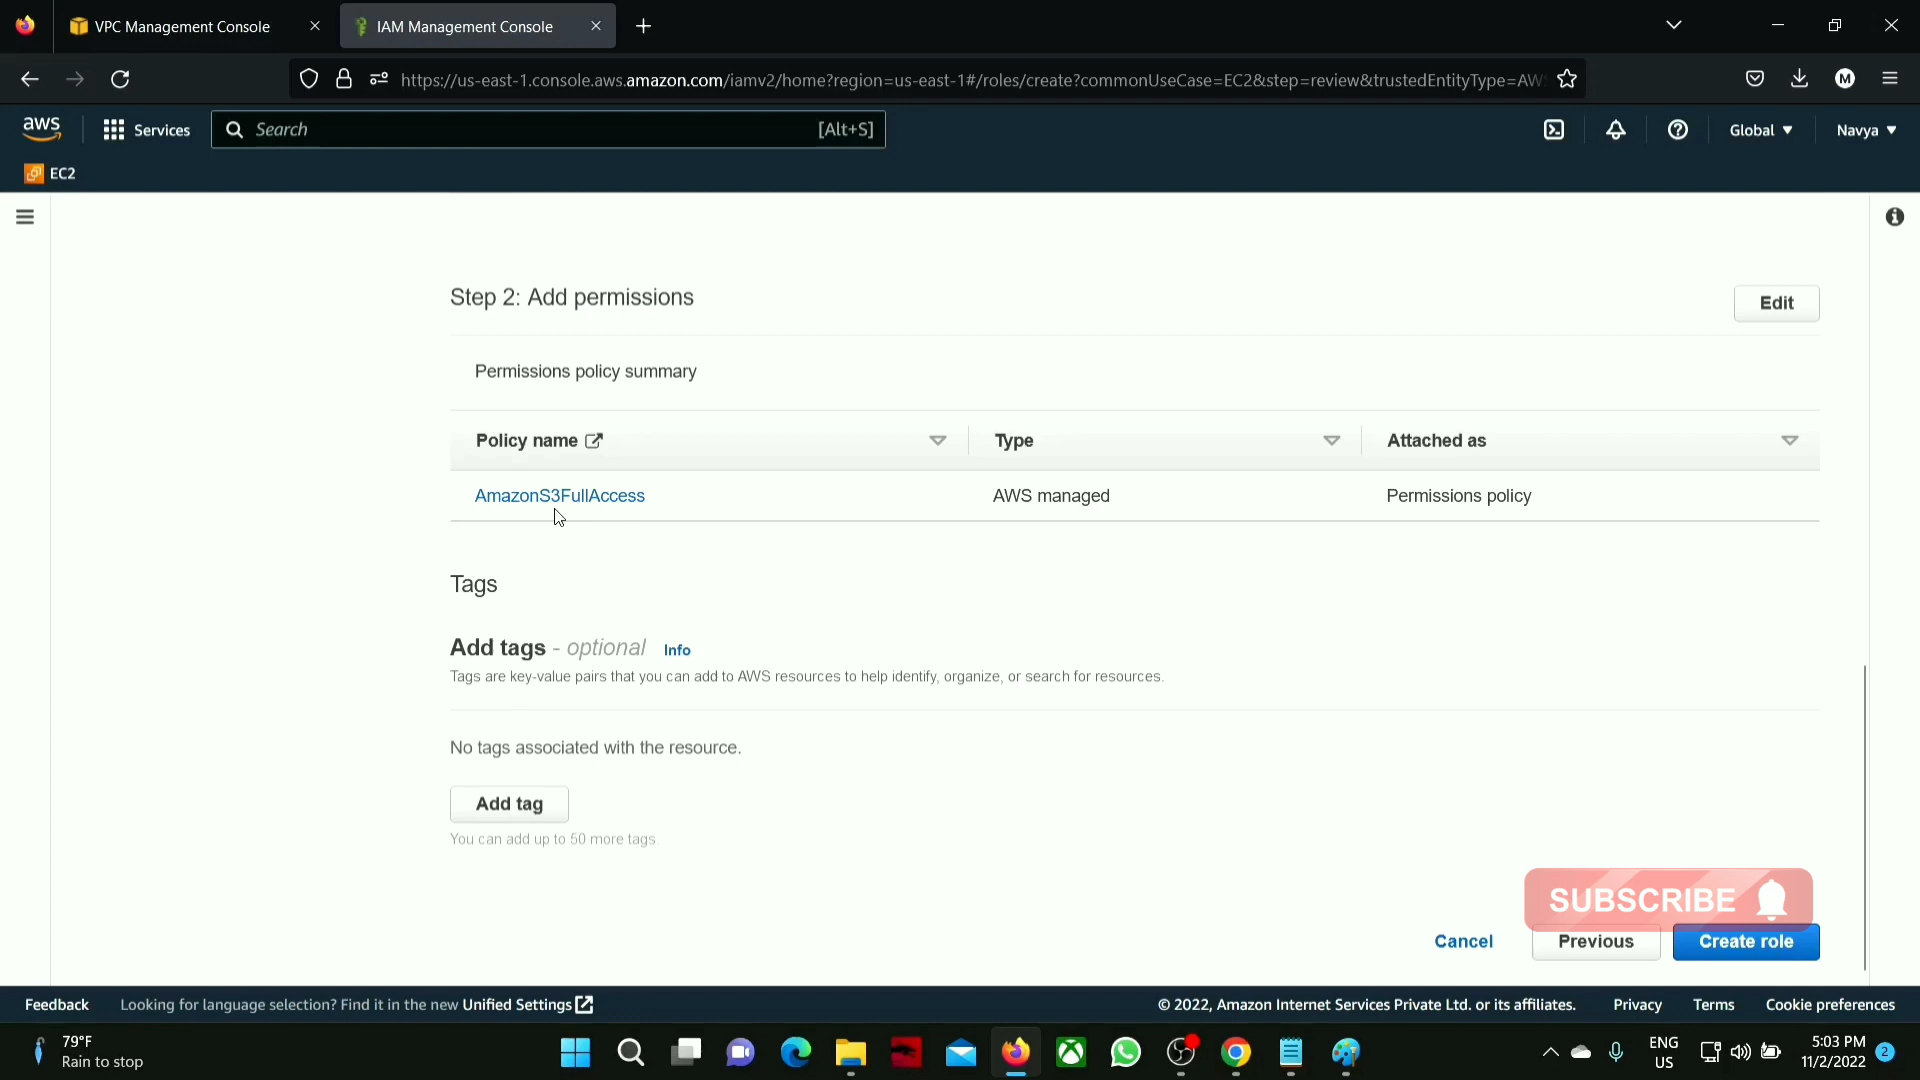 VPC Management Console
IAM Management Console
https://us-east-1.console.aws.amazon.com/iamv2/home?region=us-east-1#/roles/create?commonUseCase=EC2&step=review&trustedEntityType=AW
M
aws
Services
Search
[Alt+S]
Global
Navya
EC2
Step 2: Add permissions
Edit
Permissions policy summary
Policy name
Type
Attached as
AmazonS3FullAccess
AWS managed
Permissions policy
Tags
Add tags - optional Info
Tags are key-value pairs that you can add to AWS resources to help identify, organize, or search for resources.
No tags associated with the resource.
Add tag
You can add up to 50 more tags
SUBSCRIBE
Cancel
Previous
Create role
Feedback
Looking for language selection? Find it in the new Unified Settings
© 2022, Amazon Internet Services Private Ltd. or its affiliates.
Privacy
Terms
Cookie preferences
79°F
Rain to stop
ENG
US
5:03 PM
11/2/2022
2